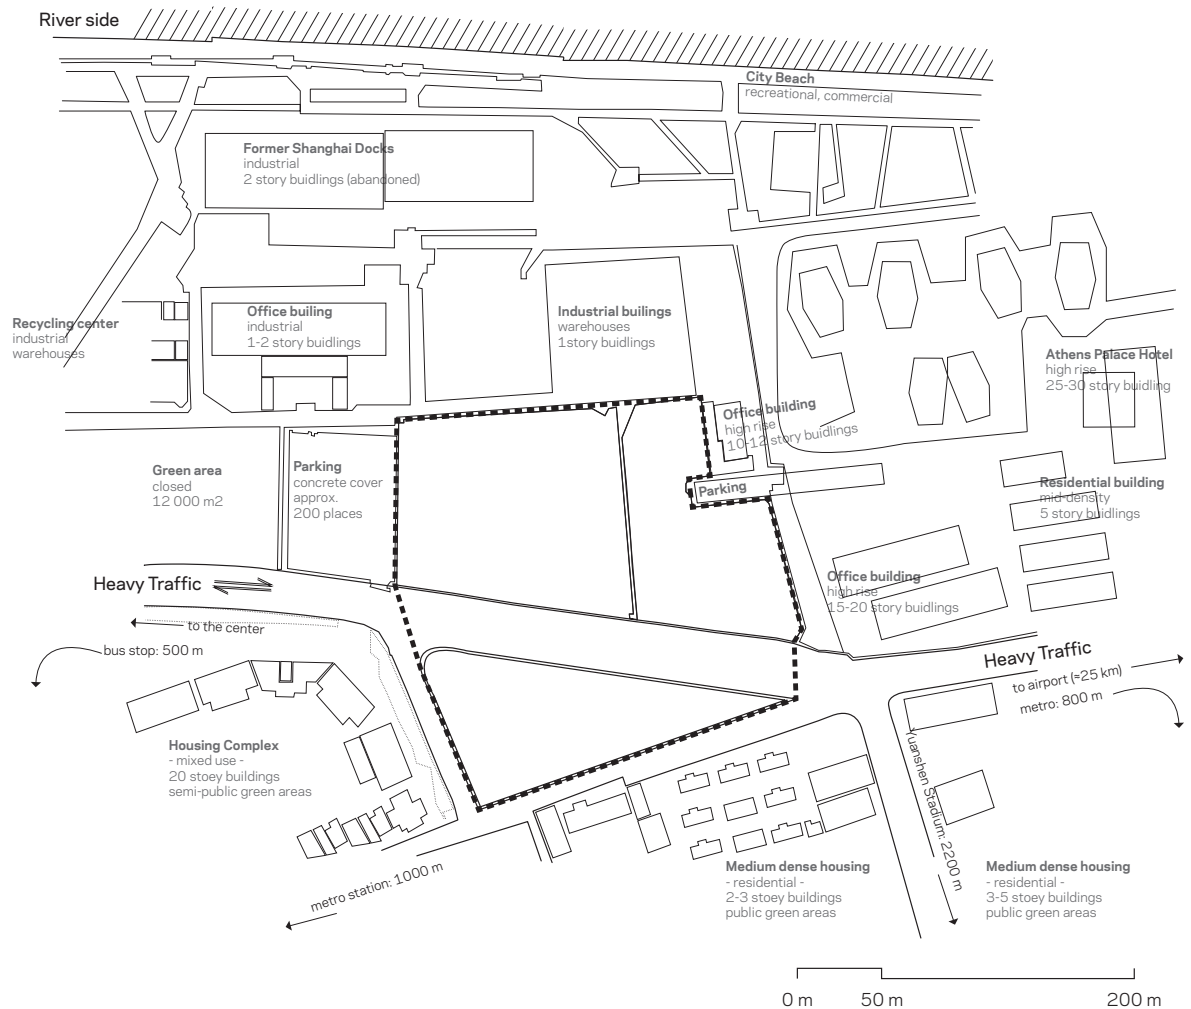 River side
City Beach
recreational, commercial
Former Shanghai Docks
industrial
2 story buidlings (abandoned)
Recycling center
industrial
warehouses
Office builing
industrial
1-2 story buidlings
Industrial builings
warehouses
1story buidlings
Athens Palace Hotel
high rise
25-30 story buidling
Office building
high rise
10-12 story buidlings
Green area
closed
12 000 m2
Parking
concrete cover
approx.
200 places
Parking
Residential building
mid-density
5 story buidlings
Heavy Traffic
Office building
high rise
15-20 story buidlings
to the center
bus stop: 500 m
Heavy Traffic
to airport (≈25 km)
metro: 800 m
Housing Complex
- mixed use -
20 stoey buildings
semi-public green areas
Yuanshen Stadium: 2200 m
metro station: 1000 m
Medium dense housing
- residential -
2-3 stoey buildings
public green areas
Medium dense housing
- residential -
3-5 stoey buildings
public green areas
0 m
50 m
200 m